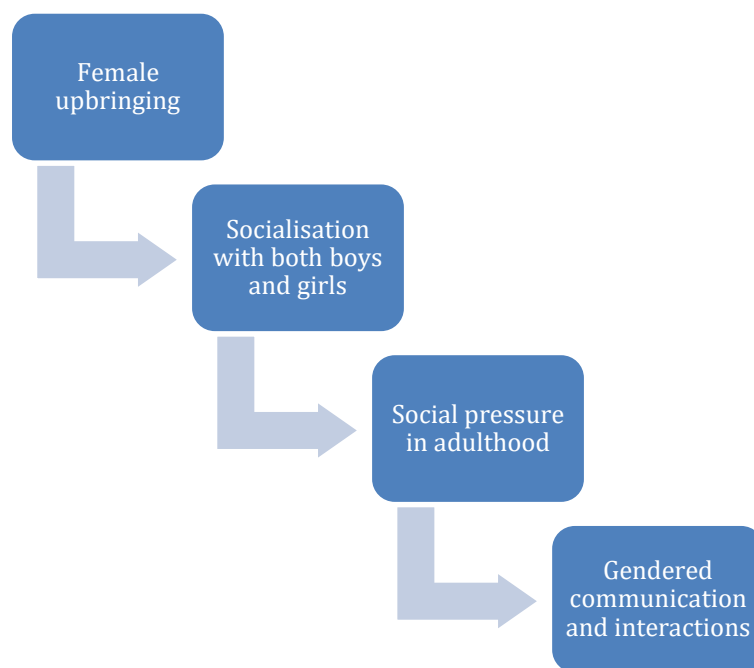 Female
upbringing
Socialisation
with both boys
and girls
Social pressure
in adulthood
Gendered
communication
and interactions